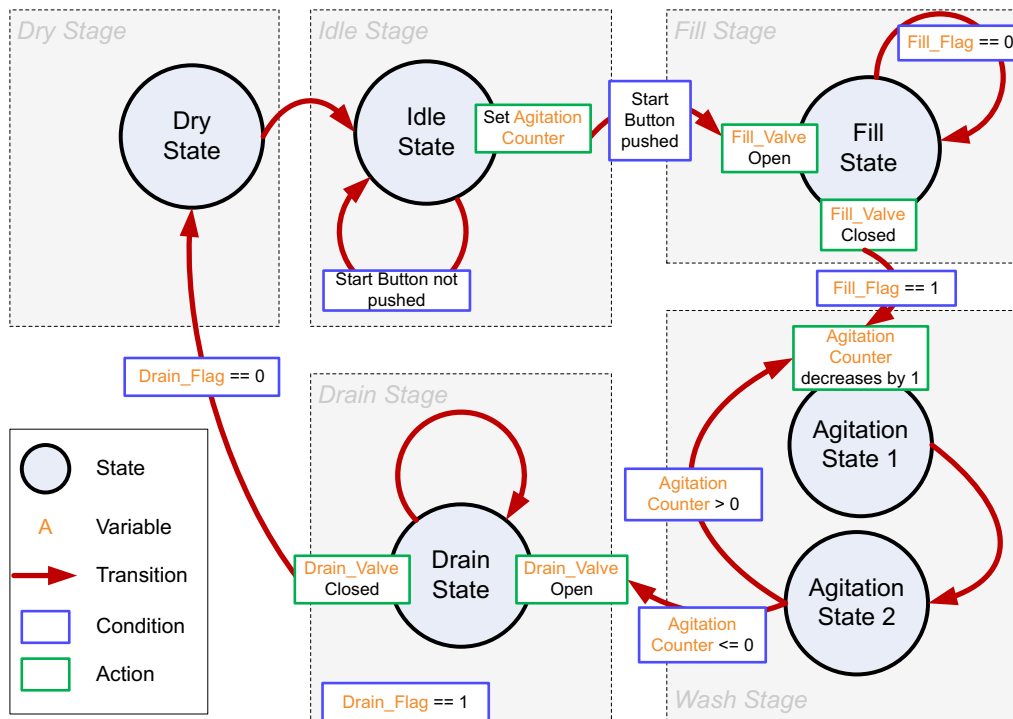 Dry Stage
Idle Stage
Fill Stage
Fill_Flag == 0
Dry
State
Idle
State
Set Agitation
Counter
Start
Button
pushed
Fill_Valve
Open
Fill
State
Fill_Valve
Closed
Start Button not
pushed
Fill_Flag == 1
Agitation
Counter
decreases by 1
Drain_Flag == 0
Drain Stage
Agitation
State 1
Agitation
Counter > 0
State
A
Variable
Transition
Condition
Action
Drain_Valve
Closed
Drain
State
Drain_Valve
Open
Agitation
State 2
Agitation
Counter <= 0
Drain_Flag == 1
Wash Stage